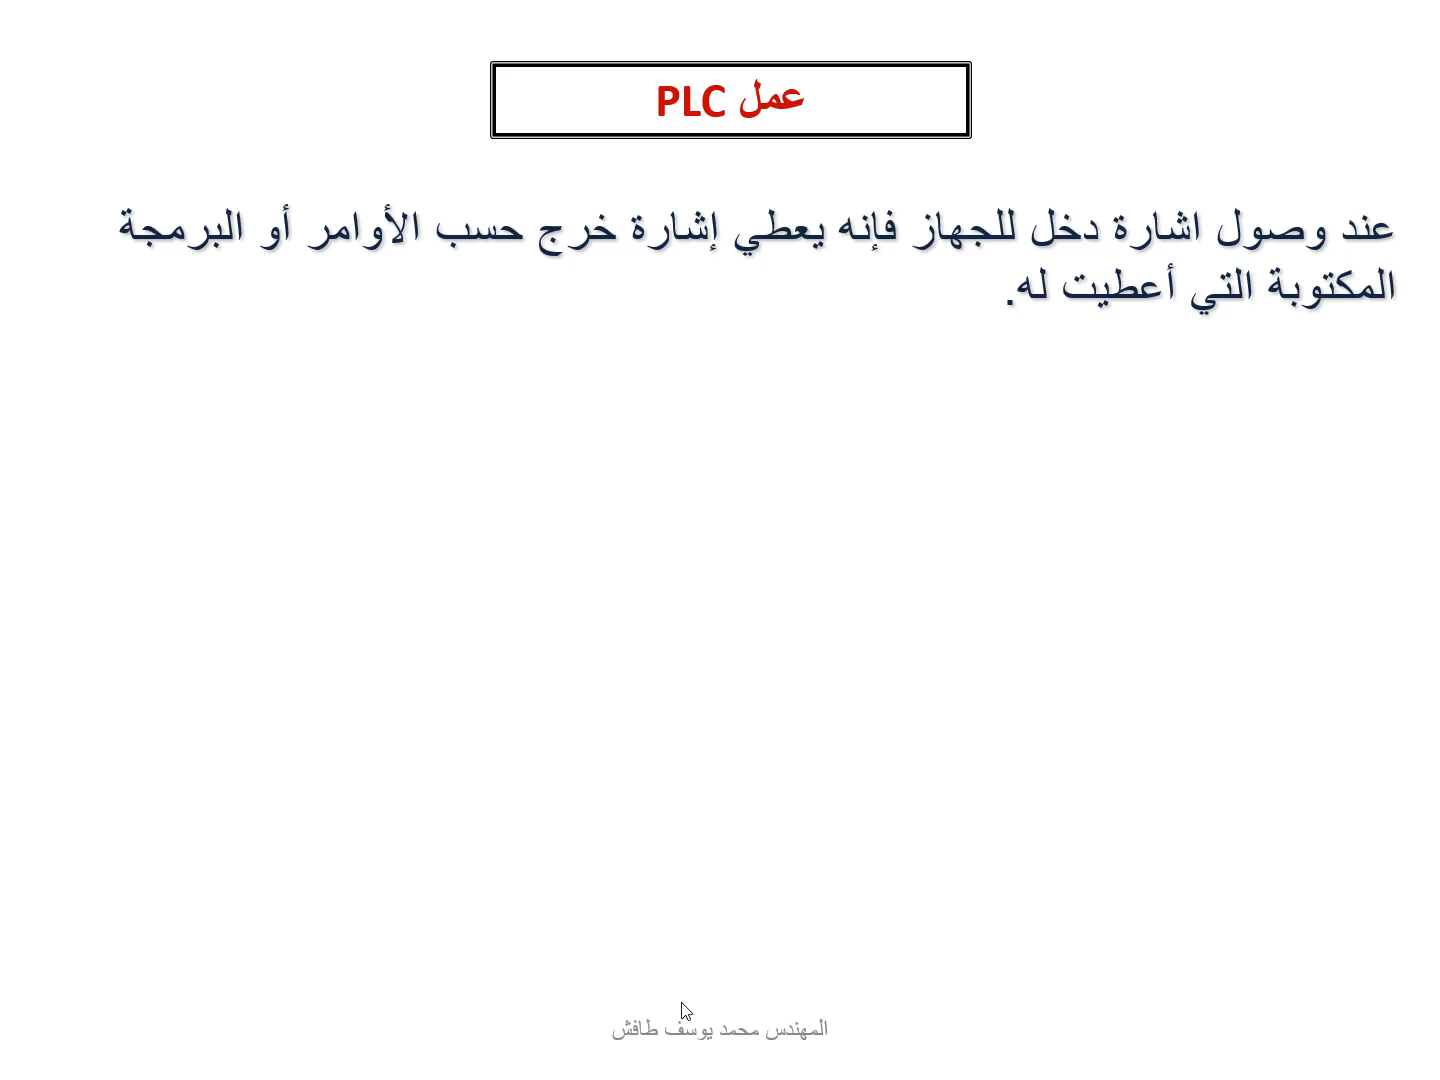 عمل PLC
عند وصول اشارة دخل للجهاز فإنه يعطي إشارة خرج حسب الأوامر أو البرمجة
المكتوبة التي أعطيت له.
المهندس محمد يوسف طافش